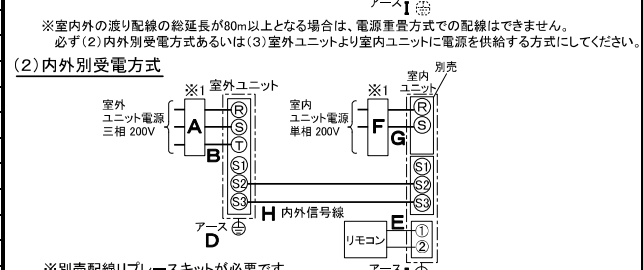 アースI
※室内外の渡り配線の総延長が80m以上となる場合は、電源重畳方式での配線はできません。
必ず(2)内外別受電方式あるいは(3)室外ユニットより室内ユニットに電源を供給する方式にしてください。
(2)内外別受電方式
別売
※1 室外ユニット
※1 室内
ユニット
室外
ユニット電源
三相 200V
A
B
R
S
T
S1
S2
S3
室内
ユニット電源
単相 200V
F
G
R
S
S1
S2
S3
H 内外信号線
アース
D
リモコン
E
①
②
※別売配線リプレースキットが必要です
アース